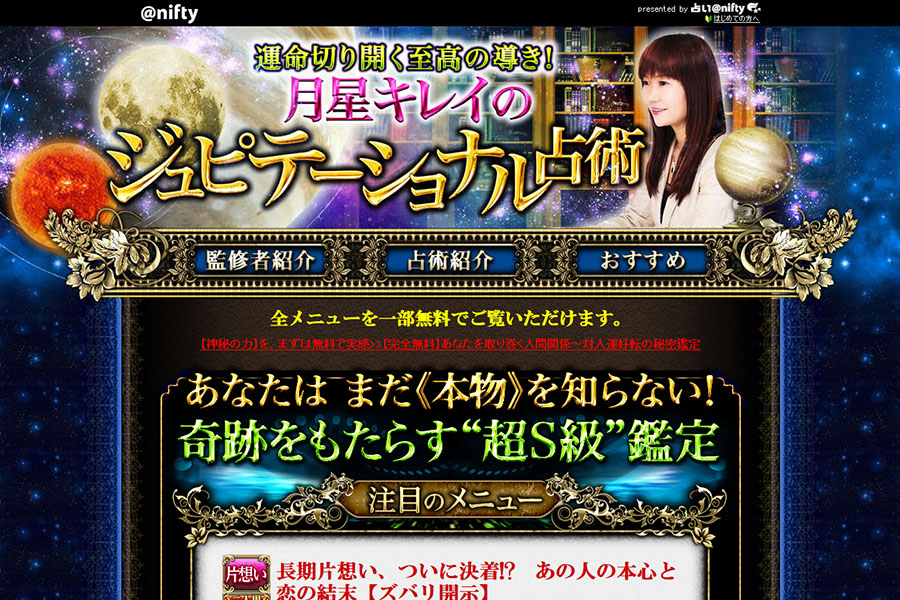 @nifty
presented by 占い@nifty
はじめての方へ
運命切り開く至高の導き!
月星キレイの
ジュピテーショナル占術
監修者紹介 占術紹介 おすすめ
全メニューを一部無料でご覧いただけます。
【神秘の力】を、まずは無料で実感>>【完全無料】あなたを取り巻く人間関係~対人運好転の秘密鑑定
あなたは まだ《本物》を知らない!
奇跡をもたらす“超S級”鑑定
注目のメニュー
片想い
長期片想い、ついに決着!? あの人の本心と
恋の結末【ズバリ開示】